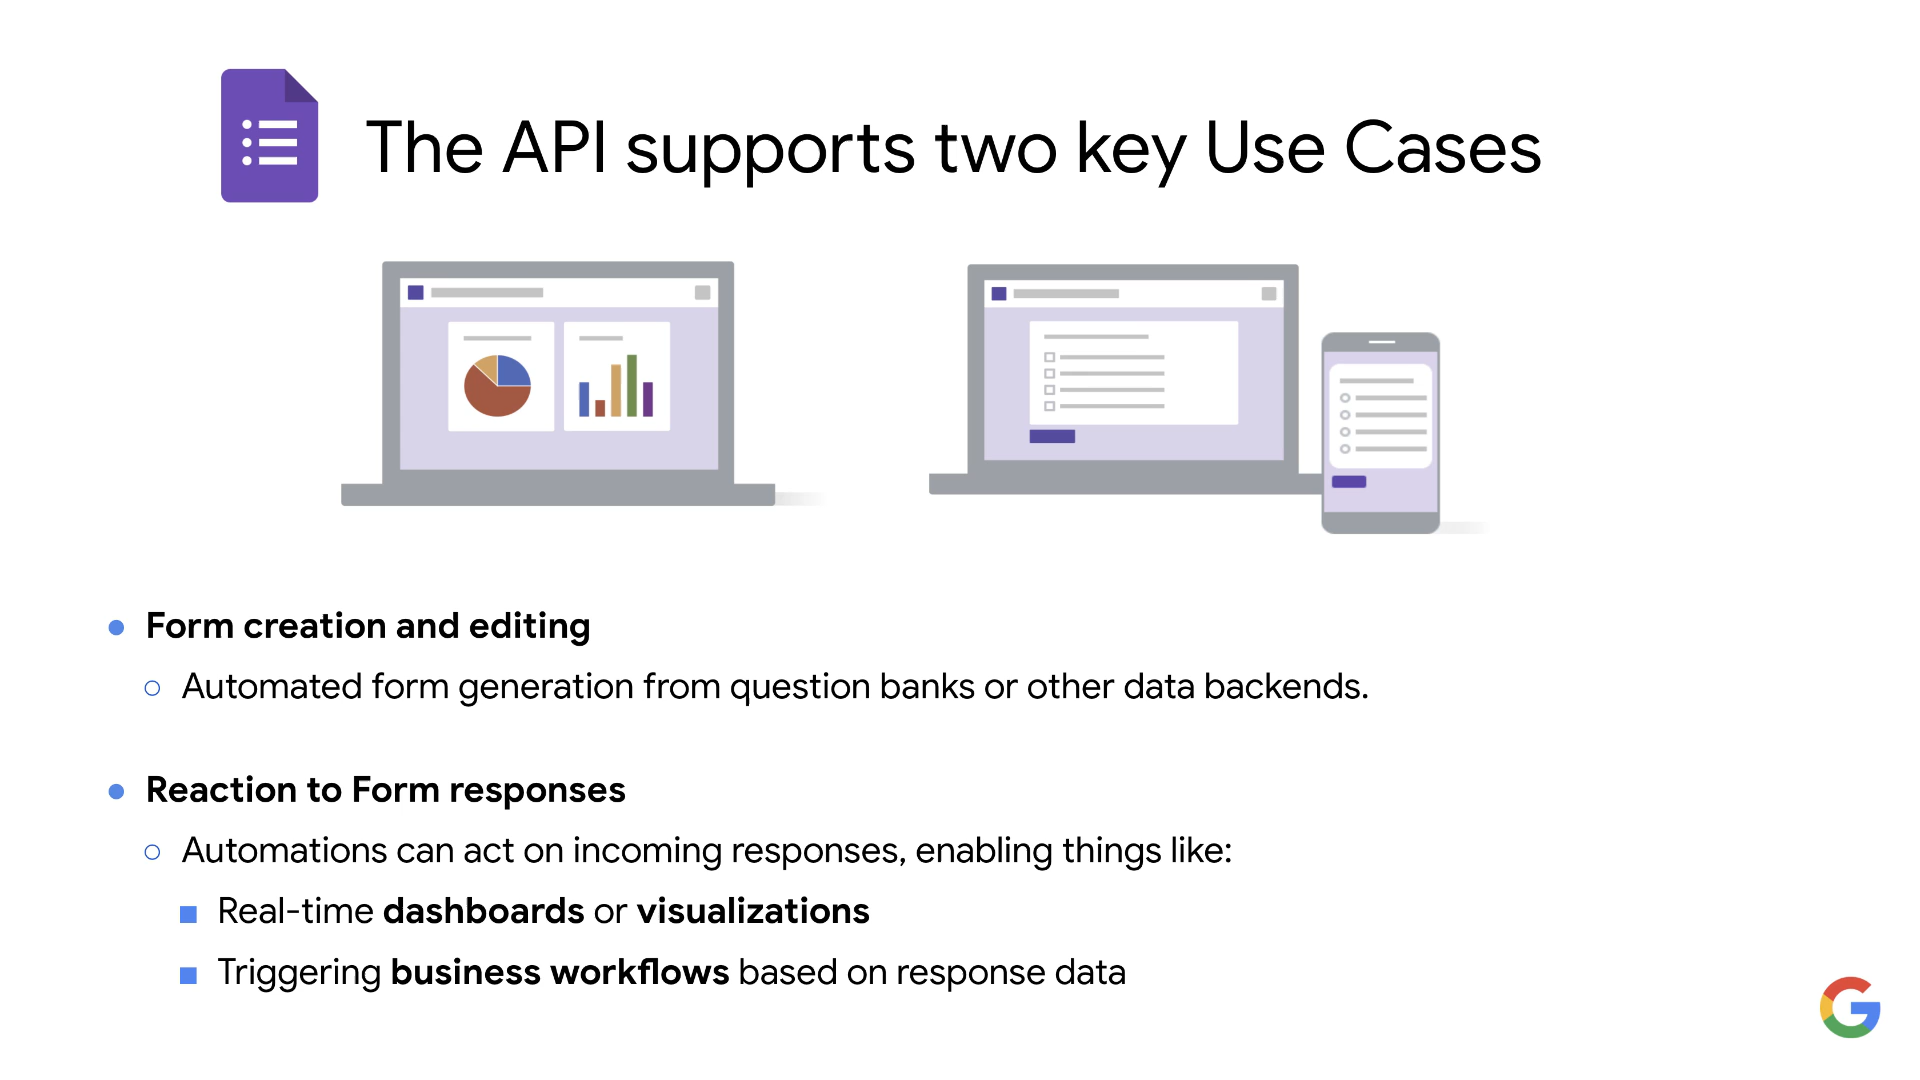 The API supports two key Use Cases
● Form creation and editing
○ Automated form generation from question banks or other data backends.
● Reaction to Form responses
○ Automations can act on incoming responses, enabling things like:
■ Real-time dashboards or visualizations
■ Triggering business workflows based on response data